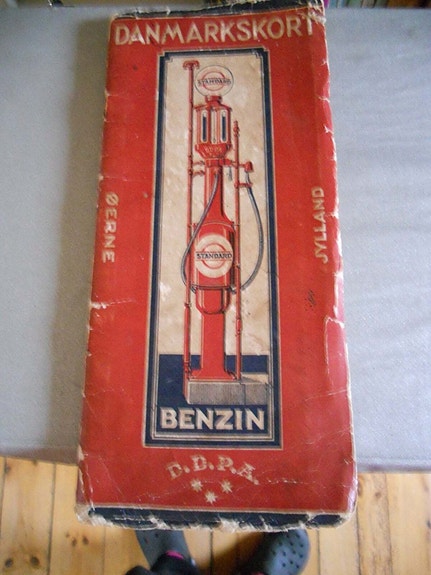 DANMARKSKORT
STANDARD
ØERNE
JYLLAND
STANDARD
BENZIN
D.D.P.A.